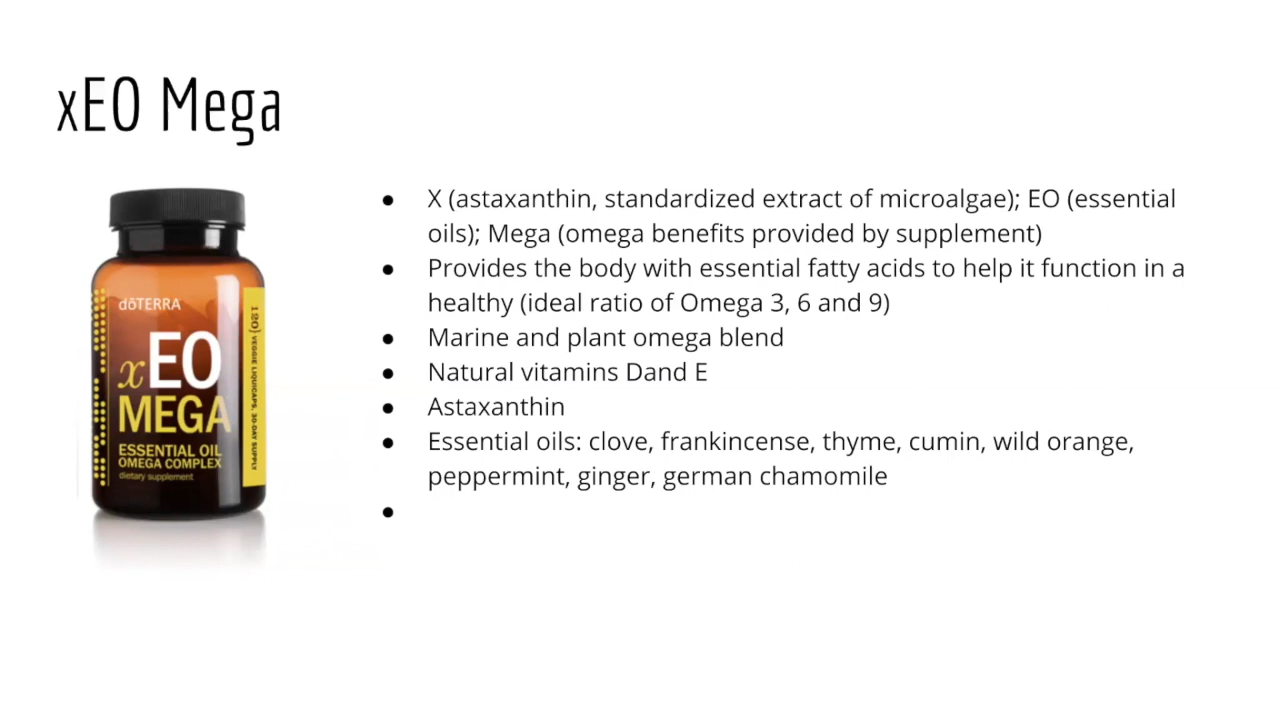 xEO Mega
● X (astaxanthin, standardized extract of microalgae); EO (essential
oils); Mega (omega benefits provided by supplement)
● Provides the body with essential fatty acids to help it function in a
healthy (ideal ratio of Omega 3, 6 and 9)
● Marine and plant omega blend
● Natural vitamins Dand E
● Astaxanthin
● Essential oils: clove, frankincense, thyme, cumin, wild orange,
peppermint, ginger, german chamomile
●
dōTERRA
xEO
MEGA
ESSENTIAL OIL
OMEGA COMPLEX
dietary supplement
120 VEGGIE LIQUICAPS, 30-DAY SUPPLY